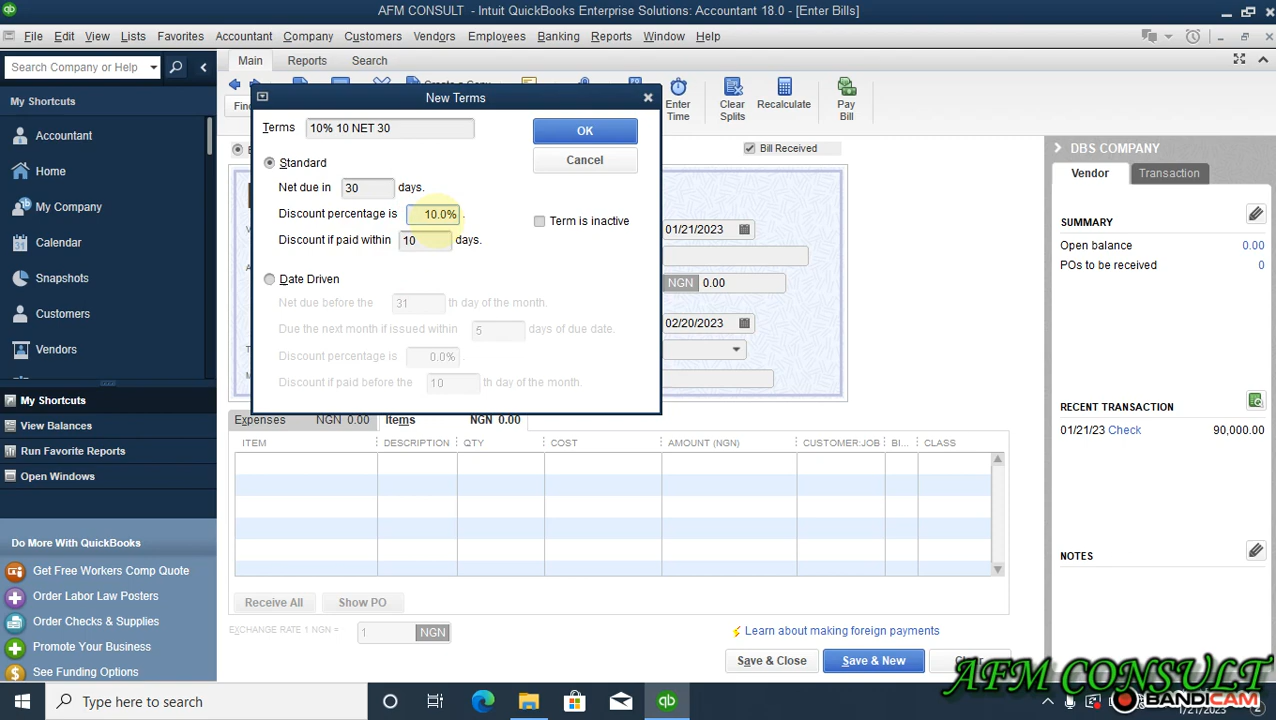 AFM CONSULT - Intuit QuickBooks Enterprise Solutions: Accountant 18.0 - [Enter Bills]
File Edit View Lists Favorites Accountant Company Customers Vendors Employees Banking Reports Window Help
Search Company or Help
Main Reports Search
My Shortcuts
Accountant
Home
My Company
Calendar
Snapshots
Customers
Vendors
My Shortcuts
View Balances
Run Favorite Reports
Open Windows
Do More With QuickBooks
Get Free Workers Comp Quote
Order Labor Law Posters
Order Checks & Supplies
Promote Your Business
See Funding Options
Enter Time
Clear Splits
Recalculate
Pay Bill
New Terms
Terms 10% 10 NET 30
OK
Cancel
Standard
Net due in 30 days.
Discount percentage is 10.0% .
Discount if paid within 10 days.
Term is inactive
Date Driven
Net due before the 31 th day of the month.
Due the next month if issued within 5 days of due date.
Discount percentage is 0.0% .
Discount if paid before the 10 th day of the month.
Bill Received
01/21/2023
NGN 0.00
02/20/2023
Expenses NGN 0.00 Items NGN 0.00
ITEM DESCRIPTION QTY COST AMOUNT (NGN) CUSTOMER:JOB BI... CLASS
Receive All Show PO
EXCHANGE RATE 1 NGN = 1 NGN
Learn about making foreign payments
Save & Close Save & New
DBS COMPANY
Vendor Transaction
SUMMARY
Open balance 0.00
POs to be received 0
RECENT TRANSACTION
01/21/23 Check 90,000.00
NOTES
Type here to search
AFM CONSULT
BANDICAM
1/21/2023